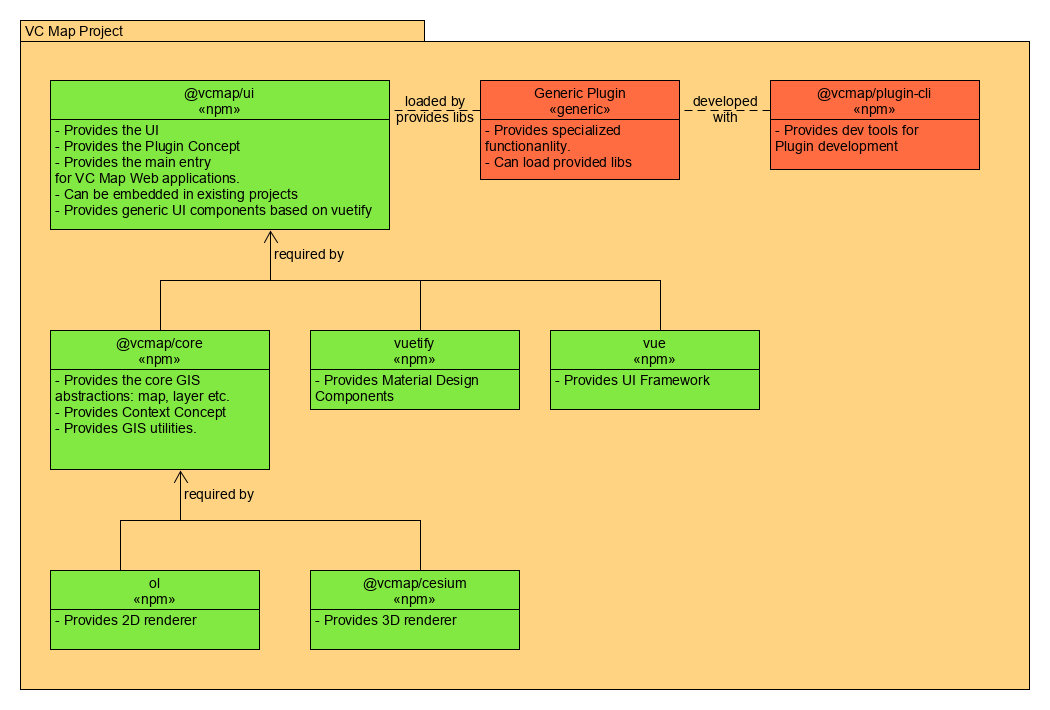 VC Map Project
@vcmap/ui
«npm»
- Provides the UI
- Provides the Plugin Concept
- Provides the main entry
for VC Map Web applications.
- Can be embedded in existing projects
- Provides generic UI components based on vuetify
loaded by
provides libs
Generic Plugin
«generic»
- Provides specialized
functionanlity.
- Can load provided libs
developed
with
@vcmap/plugin-cli
«npm»
- Provides dev tools for
Plugin development
required by
@vcmap/core
«npm»
- Provides the core GIS
abstractions: map, layer etc.
- Provides Context Concept
- Provides GIS utilities.
vuetify
«npm»
- Provides Material Design
Components
vue
«npm»
- Provides UI Framework
required by
ol
«npm»
- Provides 2D renderer
@vcmap/cesium
«npm»
- Provides 3D renderer